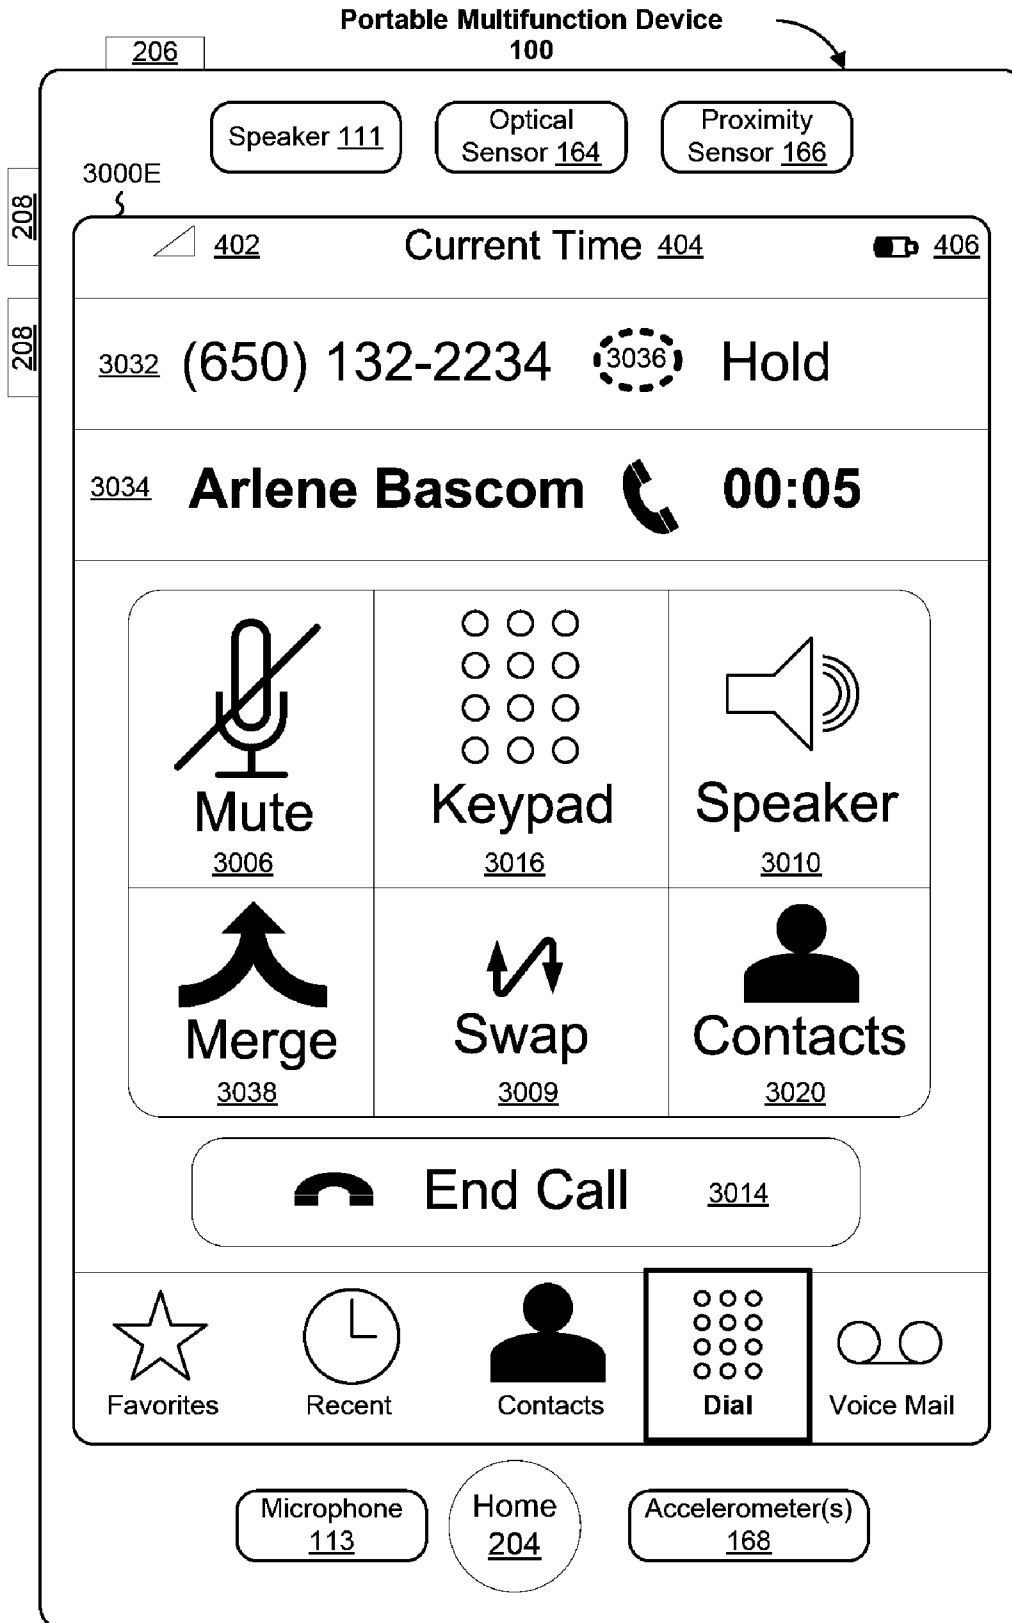 Portable Multifunction Device
100
206
Speaker 111
Optical
Sensor 164
Proximity
Sensor 166
3000E
208
208
402 Current Time 404 406
3032 (650) 132-2234 3036 Hold
3034 Arlene Bascom 00:05
Mute
3006
Keypad
3016
Speaker
3010
Merge
3038
Swap
3009
Contacts
3020
End Call 3014
Favorites
Recent
Contacts
Dial
Voice Mail
Microphone
113
Home
204
Accelerometer(s)
168